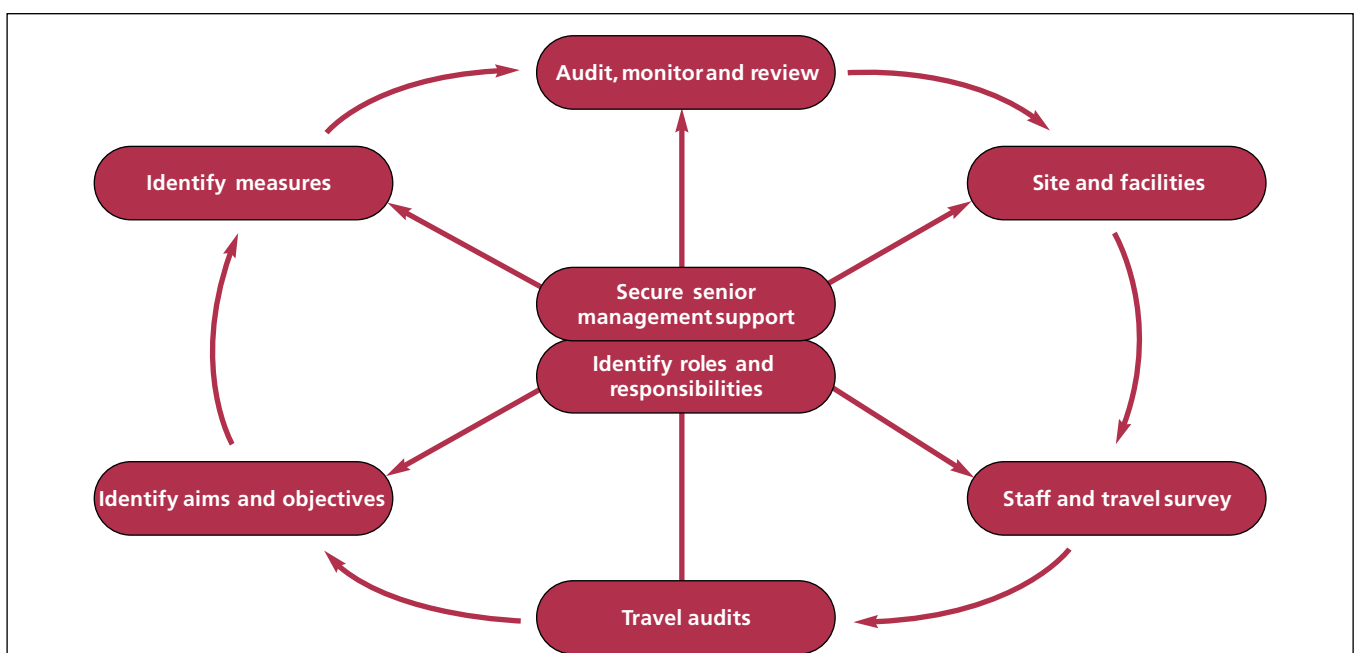 Audit, monitor and review
Identify measures
Site and facilities
Secure senior
management support
Identify roles and
responsibilities
Identify aims and objectives
Staff and travel survey
Travel audits